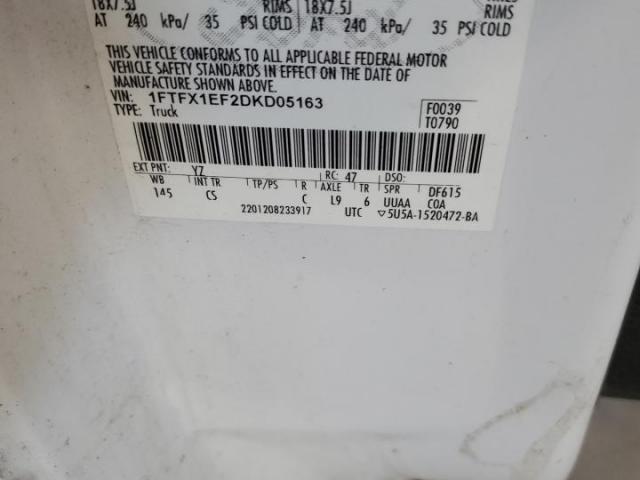 18X7.5J RIMS 18X7.5J RIMS
AT 240 kPa/ 35 PSI COLD AT 240 kPa/ 35 PSI COLD
THIS VEHICLE CONFORMS TO ALL APPLICABLE FEDERAL MOTOR
VEHICLE SAFETY STANDARDS IN EFFECT ON THE DATE OF
MANUFACTURE SHOWN ABOVE.
VIN: 1FTFX1EF2DKD05163 F0039
TYPE: Truck T0790
EXT PNT: YZ RC: 47 DSO:
WB INT TR TP/PS R AXLE TR SPR DF615
145 CS C L9 6 UUAA COA
2201208233917 UTC ▽5U5A-1520472-BA